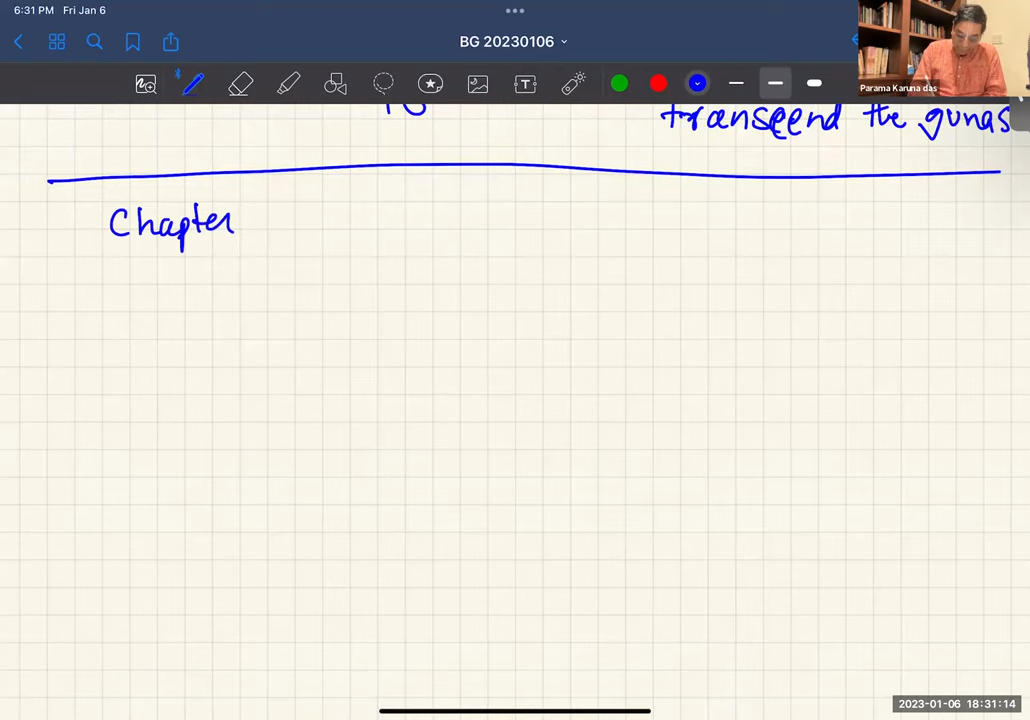 6:31 PM Fri Jan 6
BG 20230106
Parama Karuna das
transcend the gunas
Chapter
2023-01-06 18:31:14